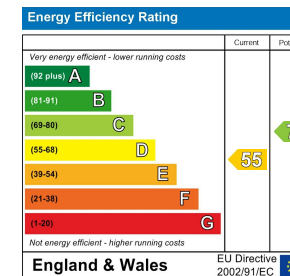 Energy Efficiency Rating
Current
Very energy efficient - lower running costs
(92 plus) A
(81-91) B
(69-80) C
(55-68) D
55
(39-54) E
(21-38) F
(1-20) G
Not energy efficient - higher running costs
England & Wales
EU Directive
2002/91/EC